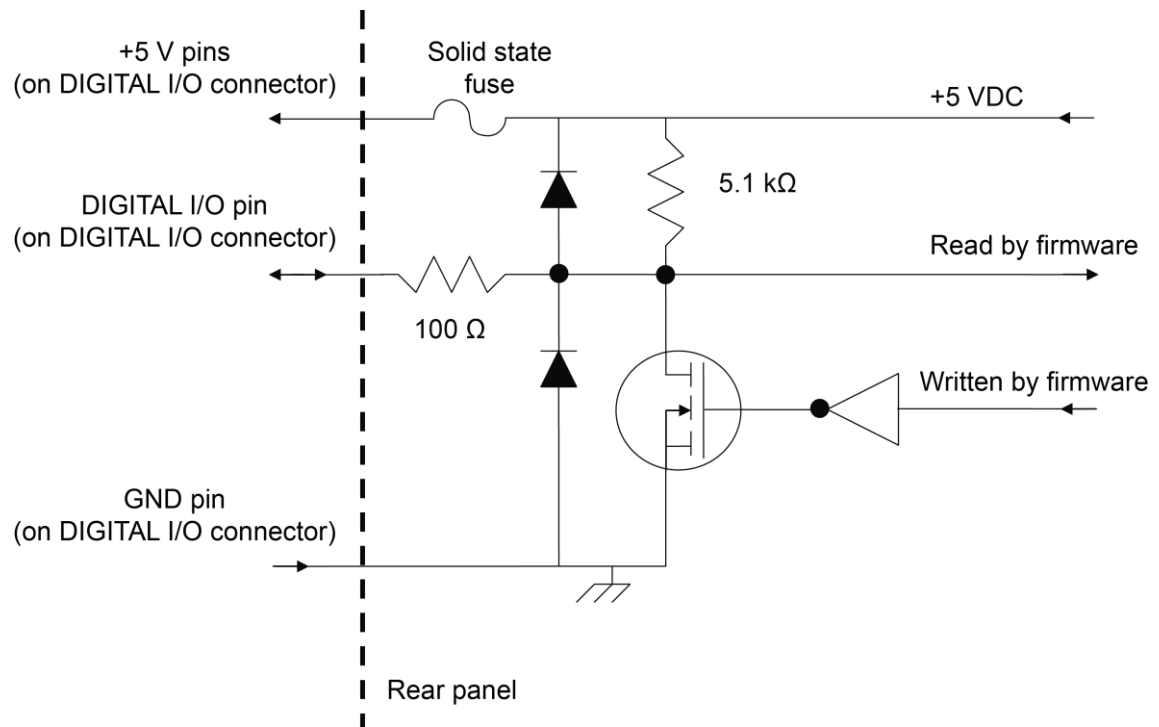 +5 V pins
(on DIGITAL I/O connector)
Solid state
fuse
+5 VDC
5.1 kΩ
DIGITAL I/O pin
(on DIGITAL I/O connector)
Read by firmware
100 Ω
Written by firmware
GND pin
(on DIGITAL I/O connector)
Rear panel